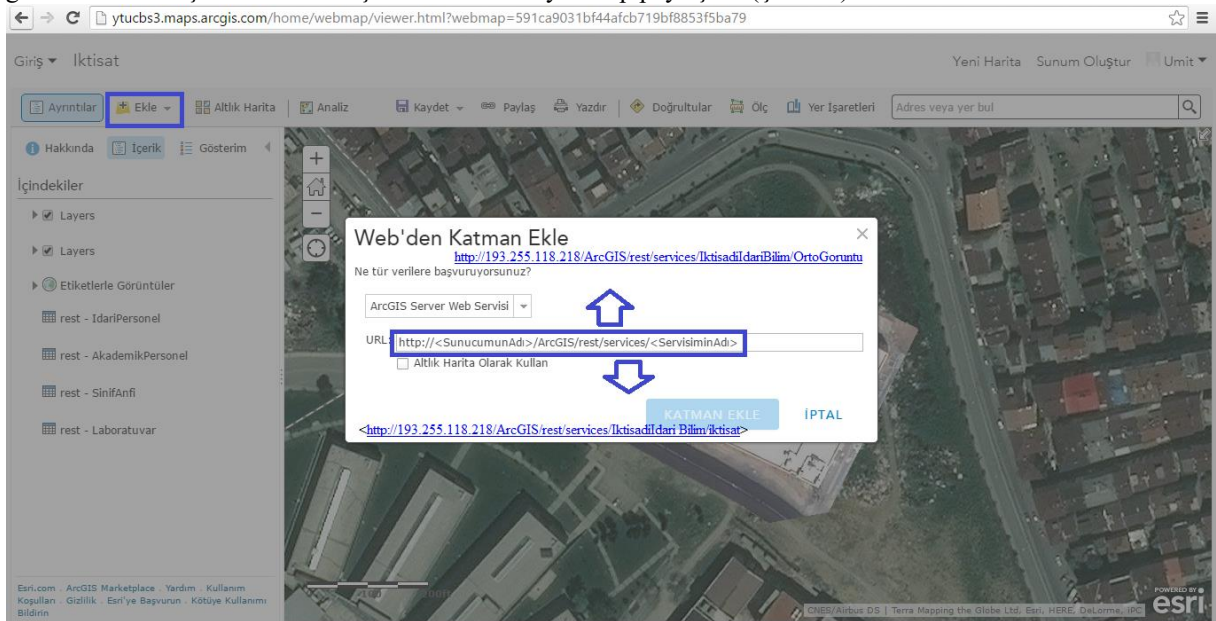 ytucbs3.maps.arcgis.com/home/webmap/viewer.html?webmap=591ca9031bf44afcb719bf8853f5ba79
Giriş İktisat
Yeni Harita Sunum Oluştur Umit
Ayrıntılar Ekle Altlık Harita Analiz Kaydet Paylaş Yazdır Doğrultular Ölç Yer İşaretleri Adres veya yer bul
Hakkında İçerik Gösterim
İçindekiler
Layers
Layers
Etiketlerle Görüntüler
rest - IdariPersonel
rest - AkademikPersonel
rest - SinifAnfi
rest - Laboratuvar
Web'den Katman Ekle
http://193.255.118.218/ArcGIS/rest/services/IktisadiIdariBilim/OrtoGoruntu
Ne tür verilere başvuruyorsunuz?
ArcGIS Server Web Servisi
URL: http://<SunucumunAdı>/ArcGIS/rest/services/<ServisiminAdı>
Altlık Harita Olarak Kullan
KATMAN EKLE İPTAL
<http://193.255.118.218/ArcGIS/rest/services/IktisadiIdari Bilim/iktisat>
Esri.com . ArcGIS Marketplace . Yardım . Kullanım
Koşulları . Gizlilik . Esri'ye Başvurun . Kötüye Kullanımı
Bildirin
CNES/Airbus DS | Terra Mapping the Globe Ltd. Esri, HERE, DeLorme, iPC
POWERED BY
esri